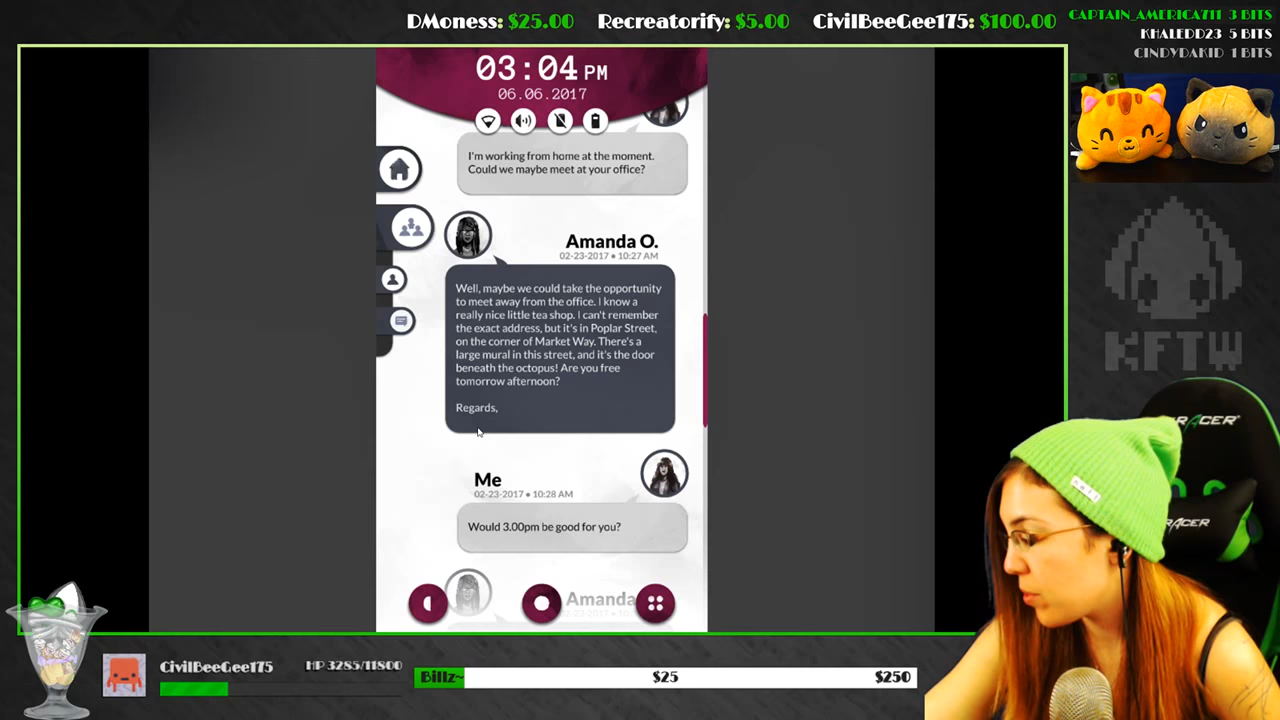 DMoness: $25.00 Recreatorify: $5.00 CivilBeeGee175: $100.00
CAPTAIN_AMERICA711 3 BITS
KHALEDD23 5 BITS
CINDYDAKID 1 BITS
03:04 PM
06.06.2017
I'm working from home at the moment.
Could we maybe meet at your office?
Amanda O.
02-23-2017 • 10:27 AM
Well, maybe we could take the opportunity
to meet away from the office. I know a
really nice little tea shop. I can't remember
the exact address, but it's in Poplar Street,
on the corner of Market Way. There's a
large mural in this street, and it's the door
beneath the octopus! Are you free
tomorrow afternoon?
Regards,
Me
02-23-2017 • 10:28 AM
Would 3.00pm be good for you?
Amanda
KFTW
CivilBeeGee175 HP 3285/11800
Billz~ $25 $250